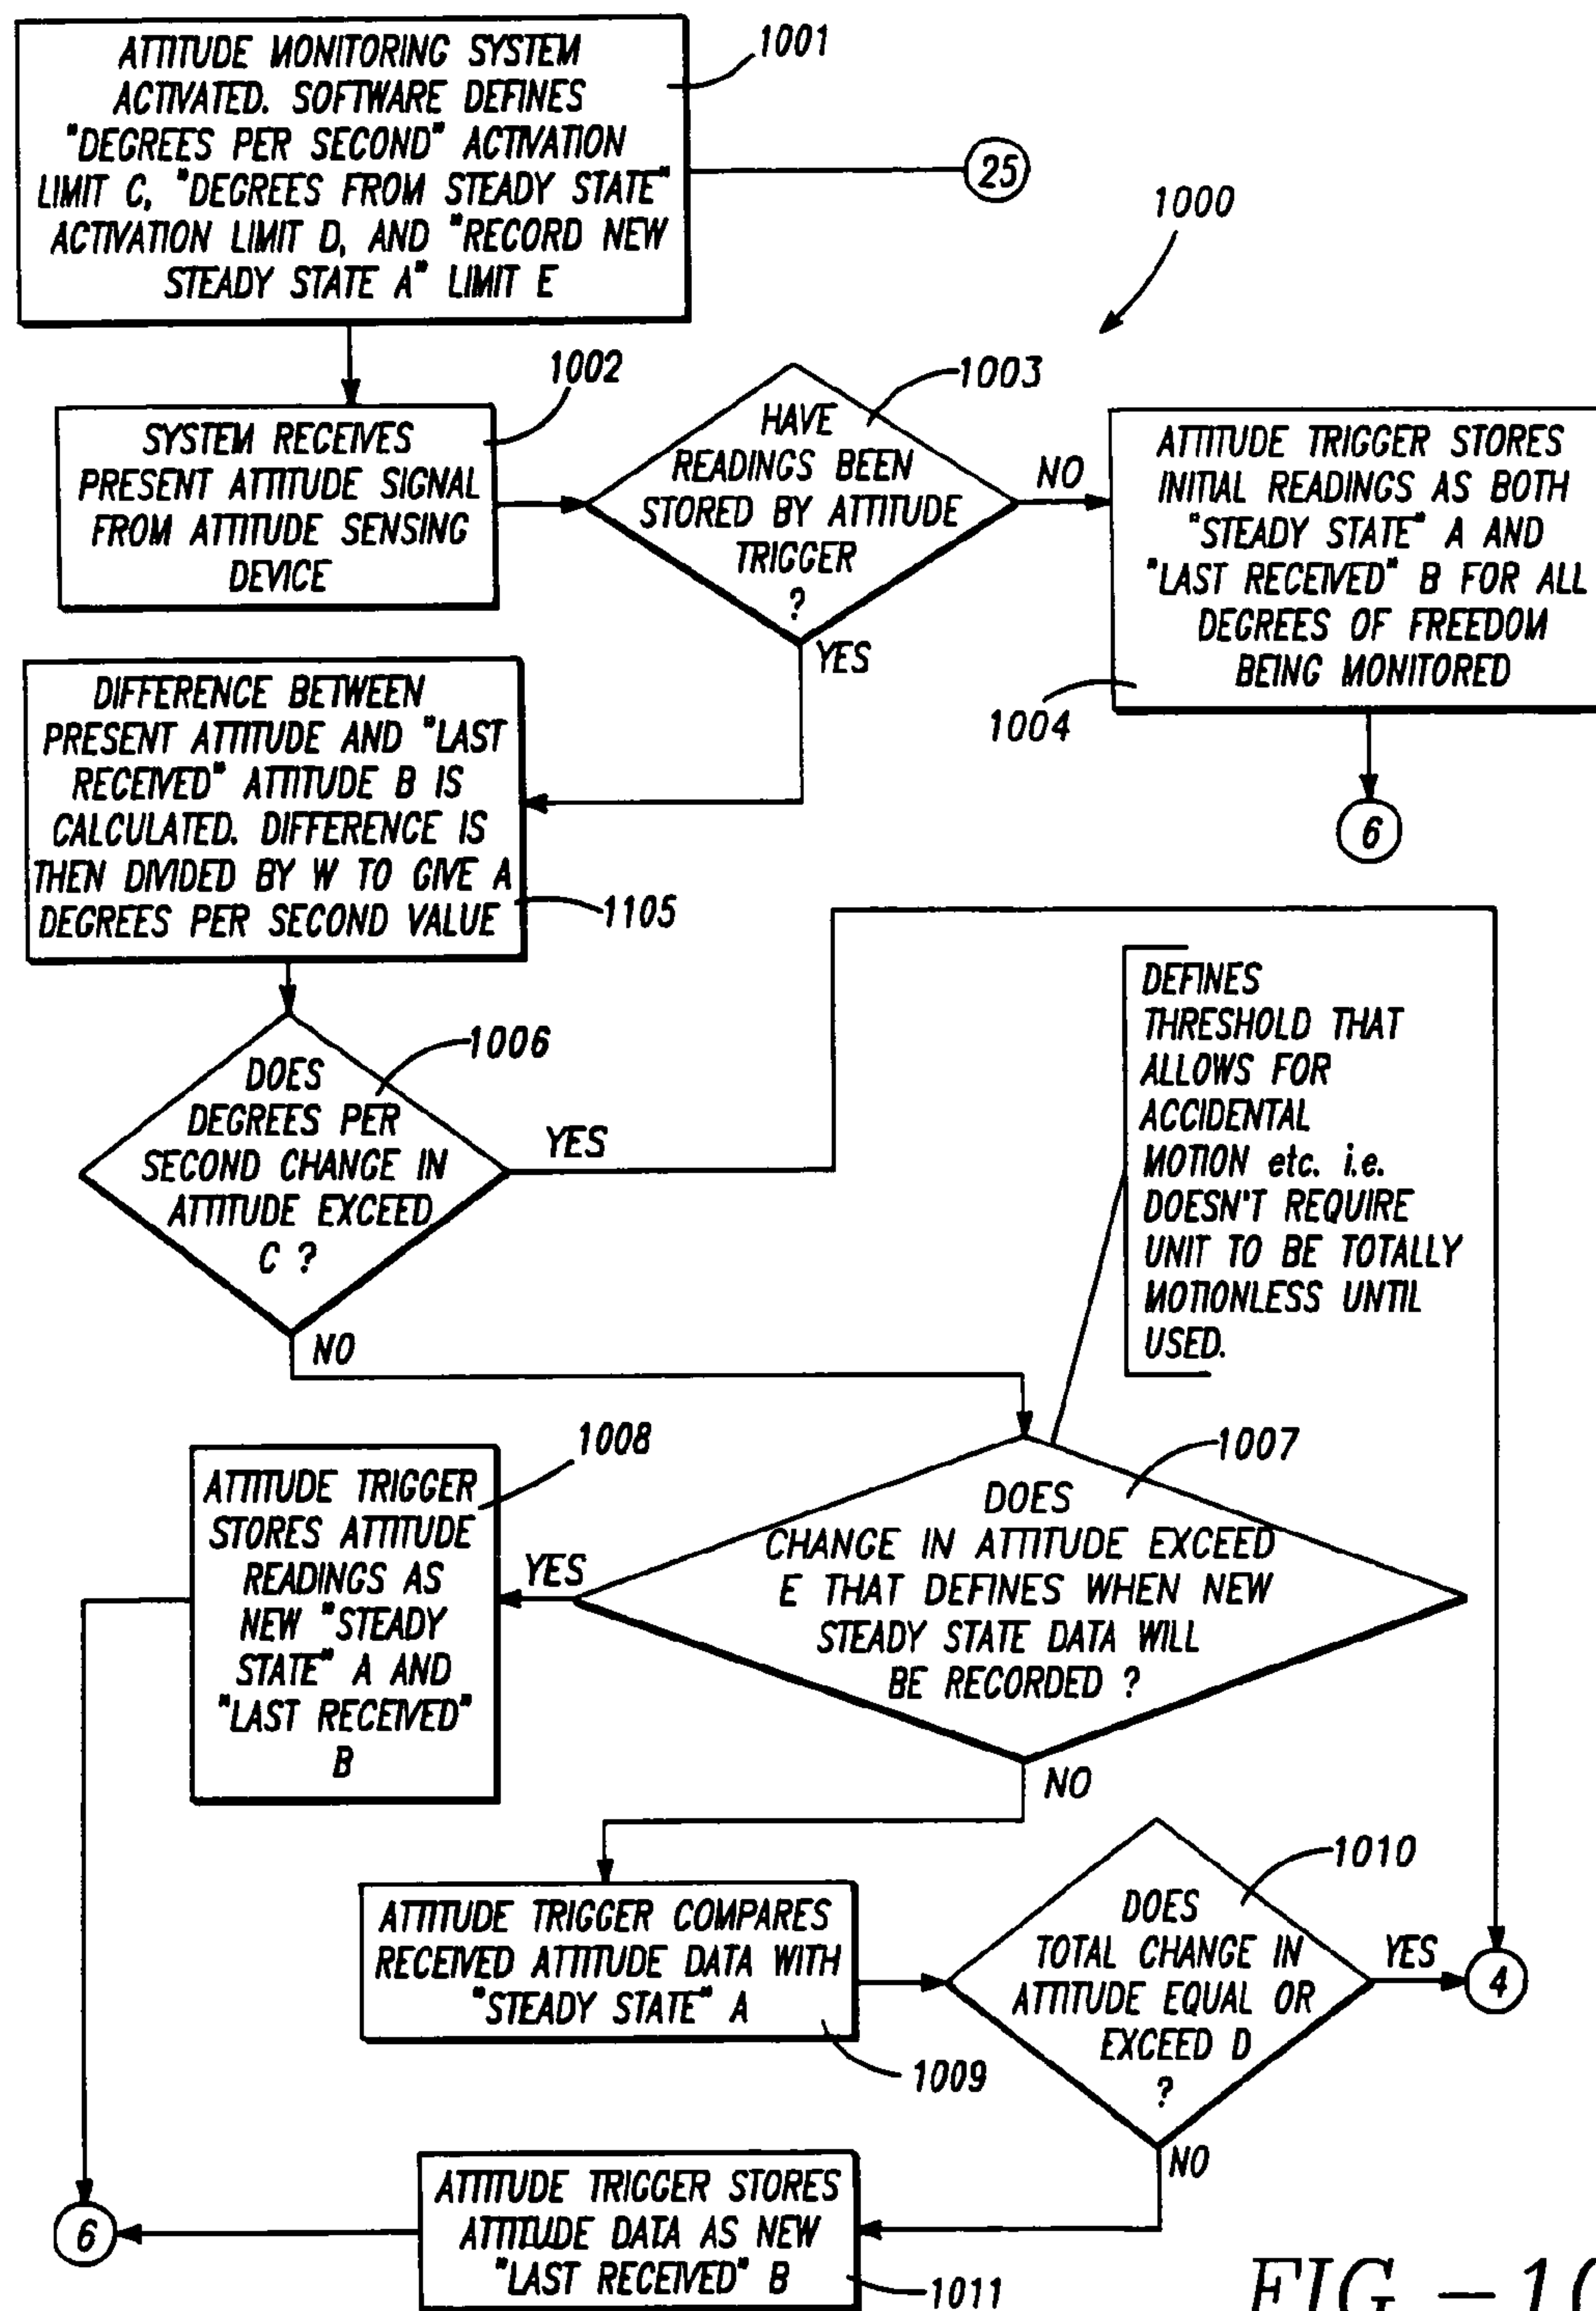 ATTITUDE MONITORING SYSTEM
ACTIVATED. SOFTWARE DEFINES
"DEGREES PER SECOND" ACTIVATION
LIMIT C, "DEGREES FROM STEADY STATE"
ACTIVATION LIMIT D, AND "RECORD NEW
STEADY STATE A" LIMIT E
1001
25
1000
SYSTEM RECEIVES
PRESENT ATTITUDE SIGNAL
FROM ATTITUDE SENSING
DEVICE
1002
HAVE
READINGS BEEN
STORED BY ATTITUDE
TRIGGER
?
1003
NO
YES
ATTITUDE TRIGGER STORES
INITIAL READINGS AS BOTH
"STEADY STATE" A AND
"LAST RECEIVED" B FOR ALL
DEGREES OF FREEDOM
BEING MONITORED
1004
6
DIFFERENCE BETWEEN
PRESENT ATTITUDE AND "LAST
RECEIVED" ATTITUDE B IS
CALCULATED. DIFFERENCE IS
THEN DIVIDED BY W TO GIVE A
DEGREES PER SECOND VALUE
1105
DOES
DEGREES PER
SECOND CHANGE IN
ATTITUDE EXCEED
C ?
1006
YES
NO
DEFINES
THRESHOLD THAT
ALLOWS FOR
ACCIDENTAL
MOTION etc. i.e.
DOESN'T REQUIRE
UNIT TO BE TOTALLY
MOTIONLESS UNTIL
USED.
DOES
CHANGE IN ATTITUDE EXCEED
E THAT DEFINES WHEN NEW
STEADY STATE DATA WILL
BE RECORDED ?
1007
YES
NO
ATTITUDE TRIGGER
STORES ATTITUDE
READINGS AS
NEW "STEADY
STATE" A AND
"LAST RECEIVED"
B
1008
ATTITUDE TRIGGER COMPARES
RECEIVED ATTITUDE DATA WITH
"STEADY STATE" A
1009
DOES
TOTAL CHANGE IN
ATTITUDE EQUAL OR
EXCEED D
?
1010
YES
4
NO
ATTITUDE TRIGGER STORES
ATTITUDE DATA AS NEW
"LAST RECEIVED" B
1011
6
FIG -10